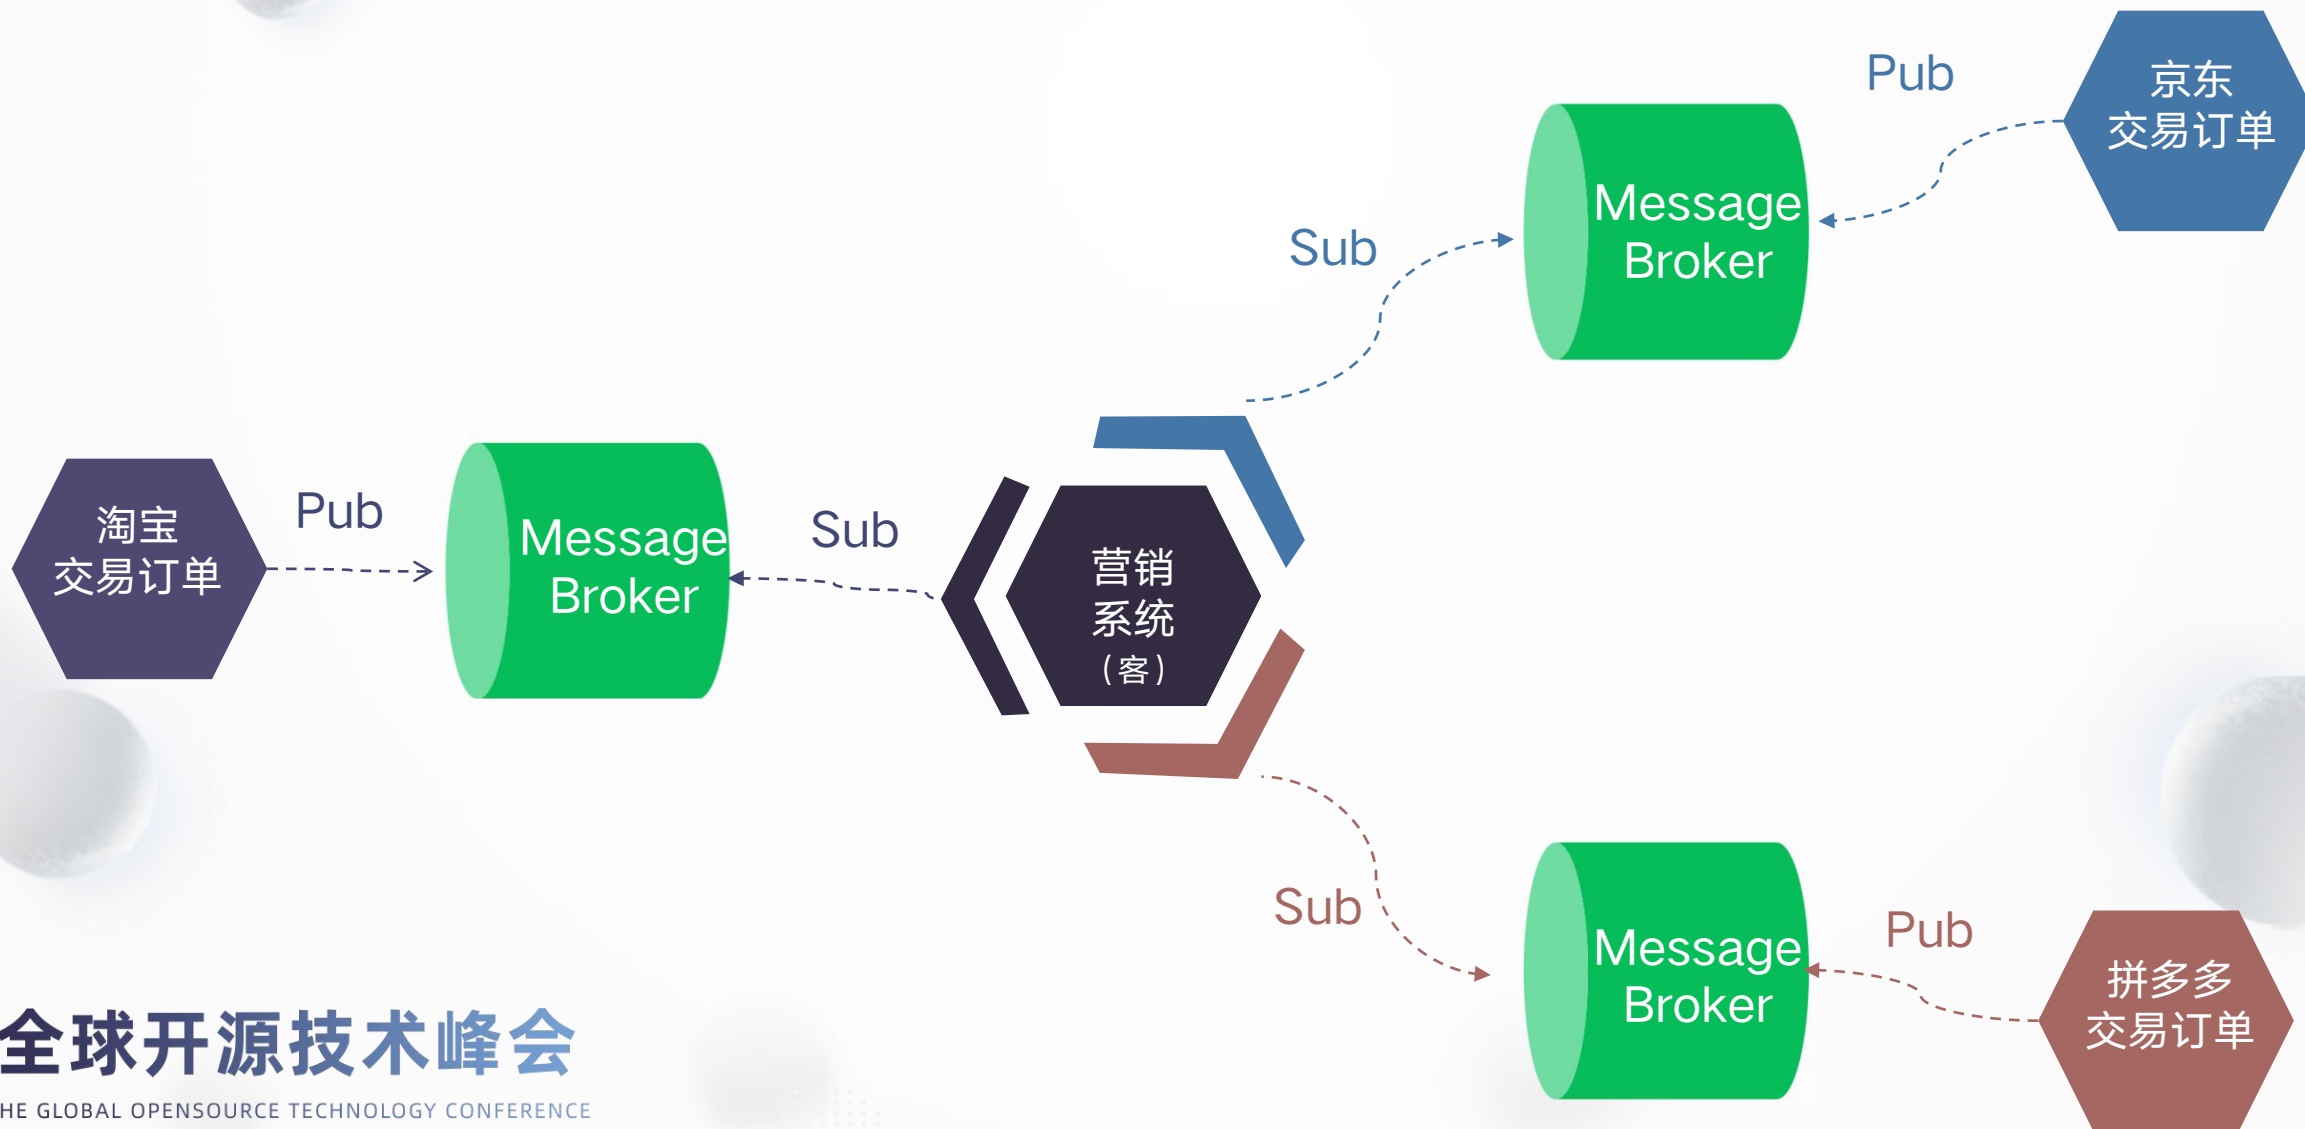 Pub
京东
交易订单
Message
Broker
Sub
淘宝
交易订单
Pub
Message
Broker
Sub
营销
系统
(客)
Sub
Message
Broker
Pub
拼多多
交易订单
全球开源技术峰会
HE GLOBAL OPENSOURCE TECHNOLOGY CONFERENCE